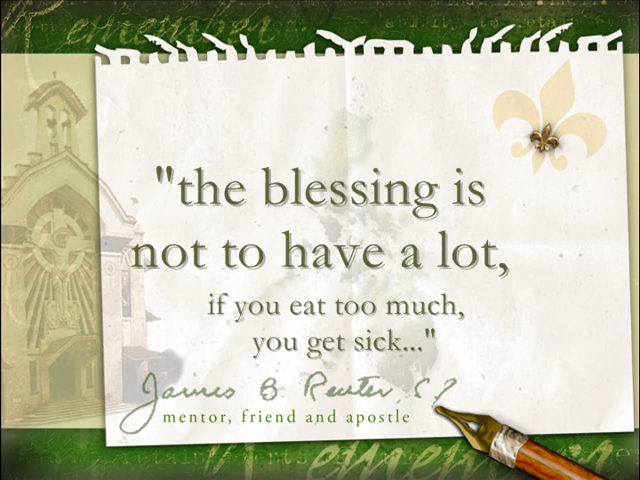 "the blessing is
not to have a lot,
if you eat too much,
you get sick..."
James B Reuter SJ
mentor, friend and apostle